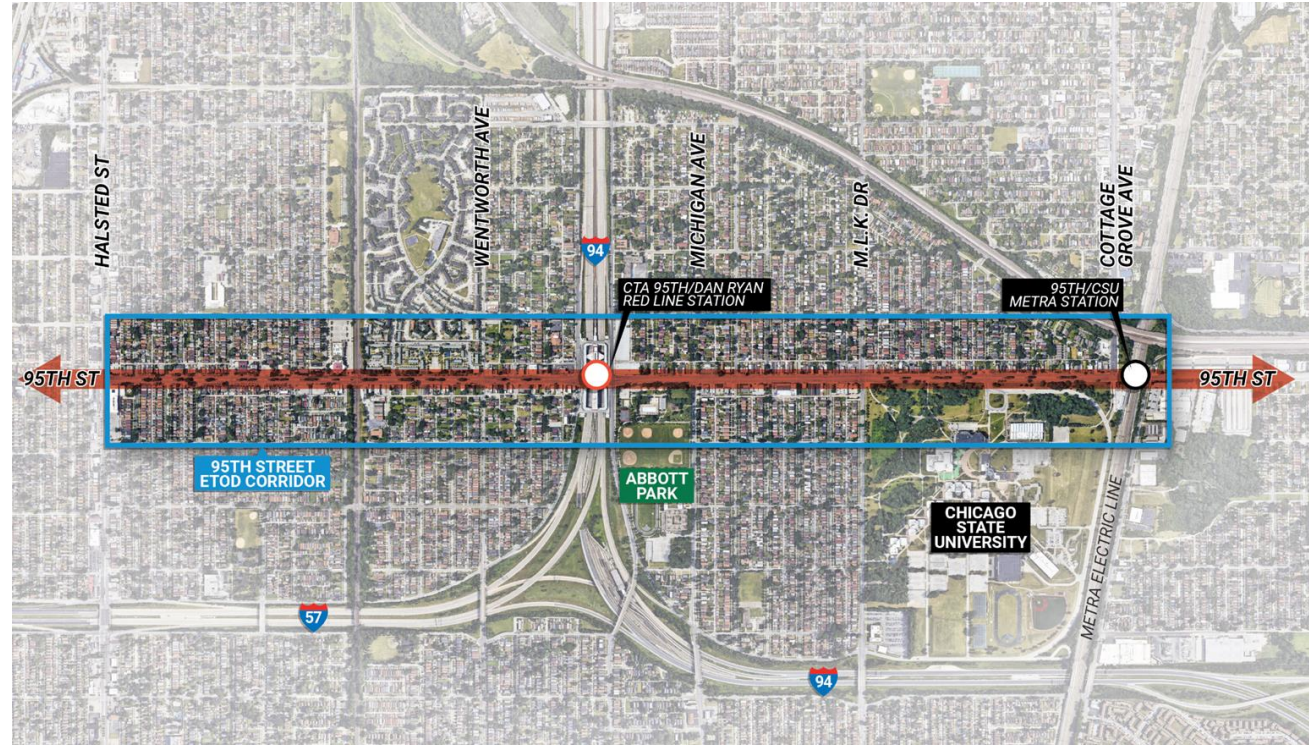 HALSTED ST
WENTWORTH AVE
94
MICHIGAN AVE
M.L.K. DR
COTTAGE
GROVE AVE
CTA 95TH/DAN RYAN
RED LINE STATION
95TH/CSU
METRA STATION
95TH ST
95TH ST
95TH STREET
ETOD CORRIDOR
ABBOTT
PARK
CHICAGO
STATE
UNIVERSITY
METRA ELECTRIC LINE
57
94